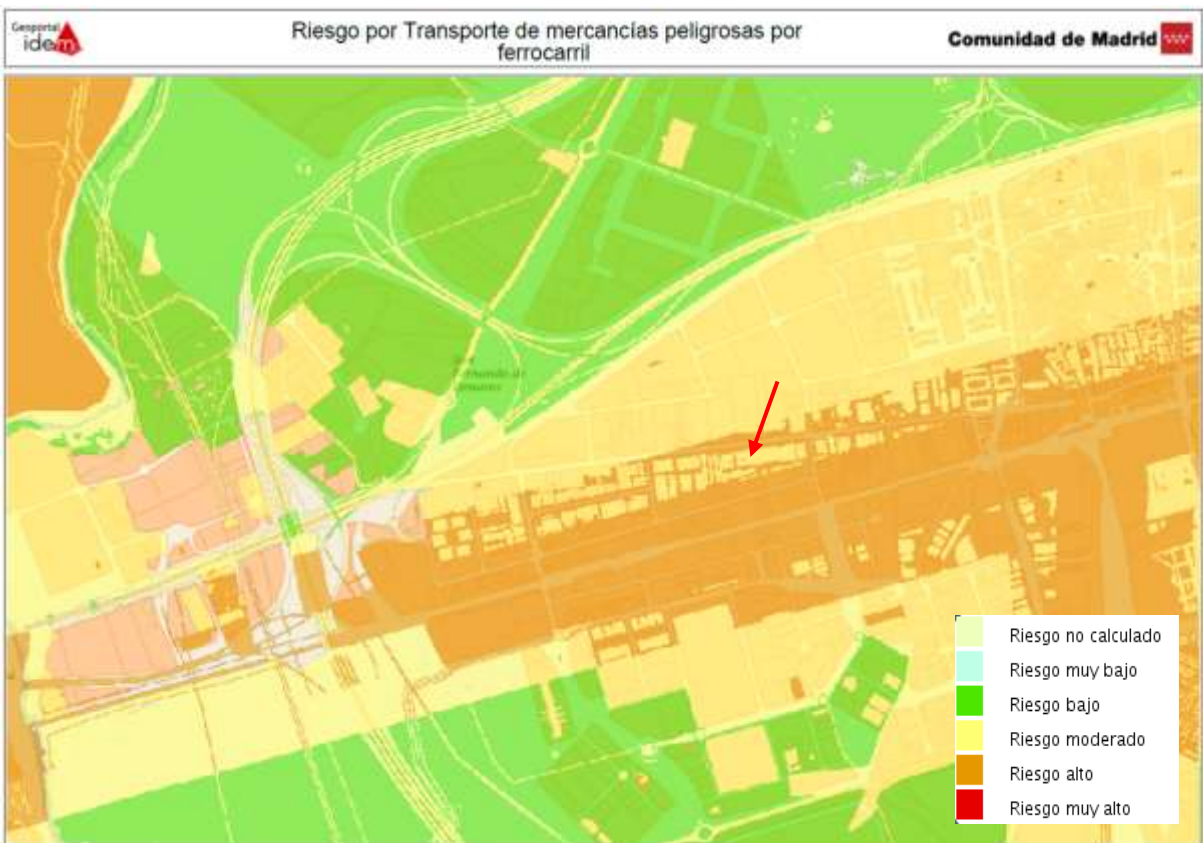 Geoportal
idem
Riesgo por Transporte de mercancías peligrosas por
ferrocarril
Comunidad de Madrid
Riesgo no calculado
Riesgo muy bajo
Riesgo bajo
Riesgo moderado
Riesgo alto
Riesgo muy alto